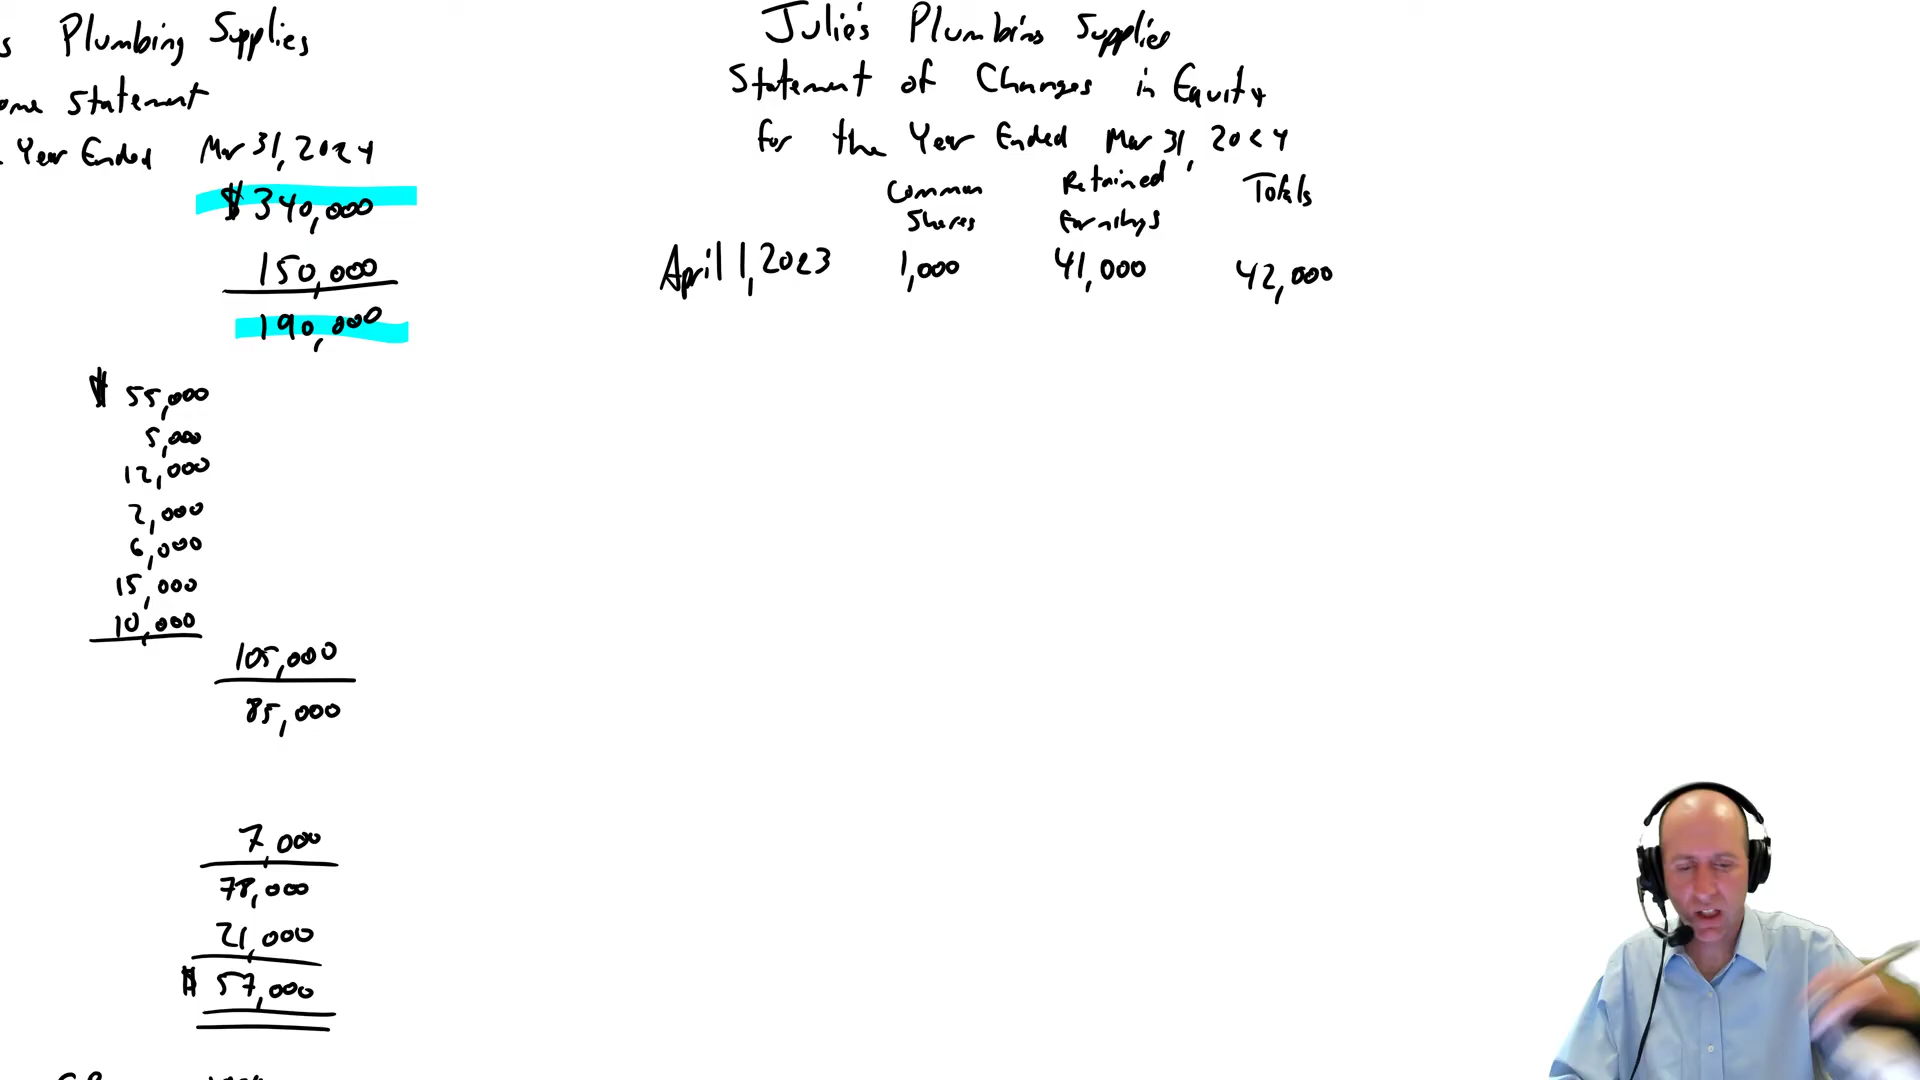 s Plumbing Supplies
ome Statement
Year Ended Mar 31, 2024
$ 340,000
150,000
190,000
$ 55,000
5,000
12,000
2,000
6,000
15,000
10,000
105,000
85,000
7,000
78,000
21,000
$ 57,000
Julie's Plumbing Supplies
Statement of Changes in Equity
for the Year Ended Mar 31, 2024
Common Shares
Retained Earnings
Totals
April 1, 2023 1,000 41,000 42,000